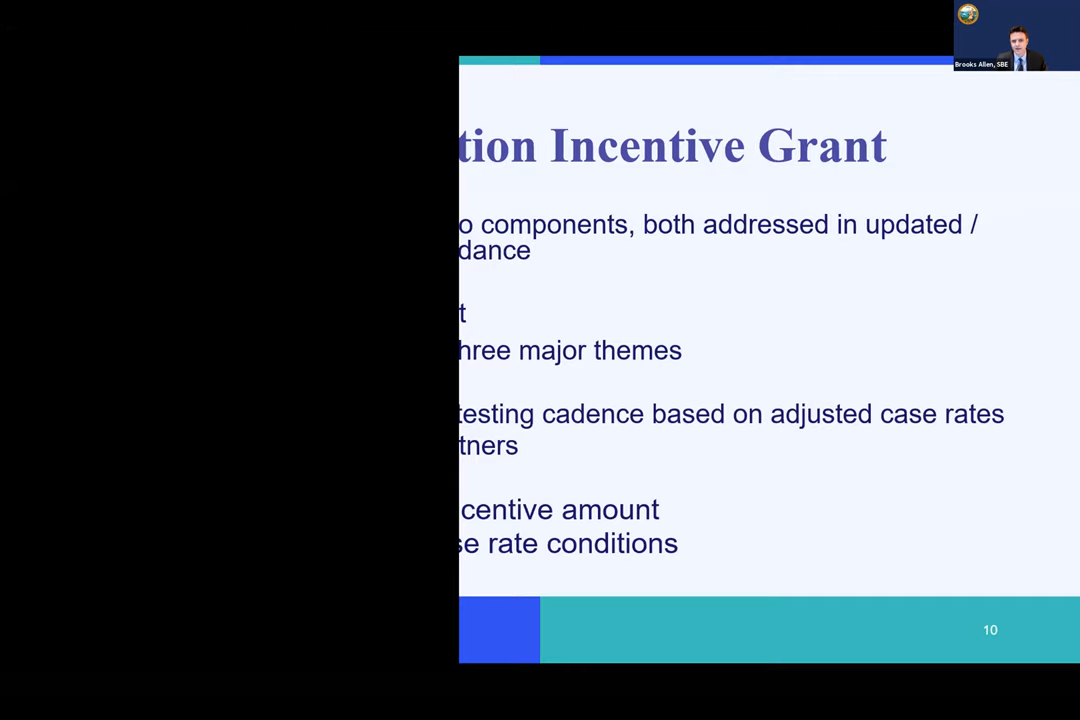 Brooks Allen, SBE
tion Incentive Grant
o components, both addressed in updated /
dance
t
hree major themes
testing cadence based on adjusted case rates
tners
centive amount
se rate conditions
10